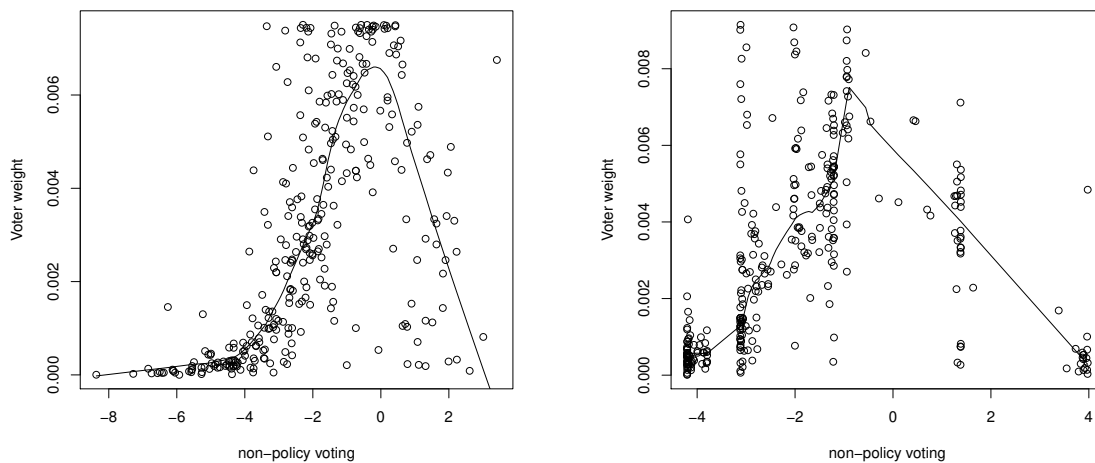 Voter weight
0.000 0.002 0.004 0.006
−8 −6 −4 −2 0 2
non−policy voting
Voter weight
0.000 0.002 0.004 0.006 0.008
−4 −2 0 2 4
non−policy voting